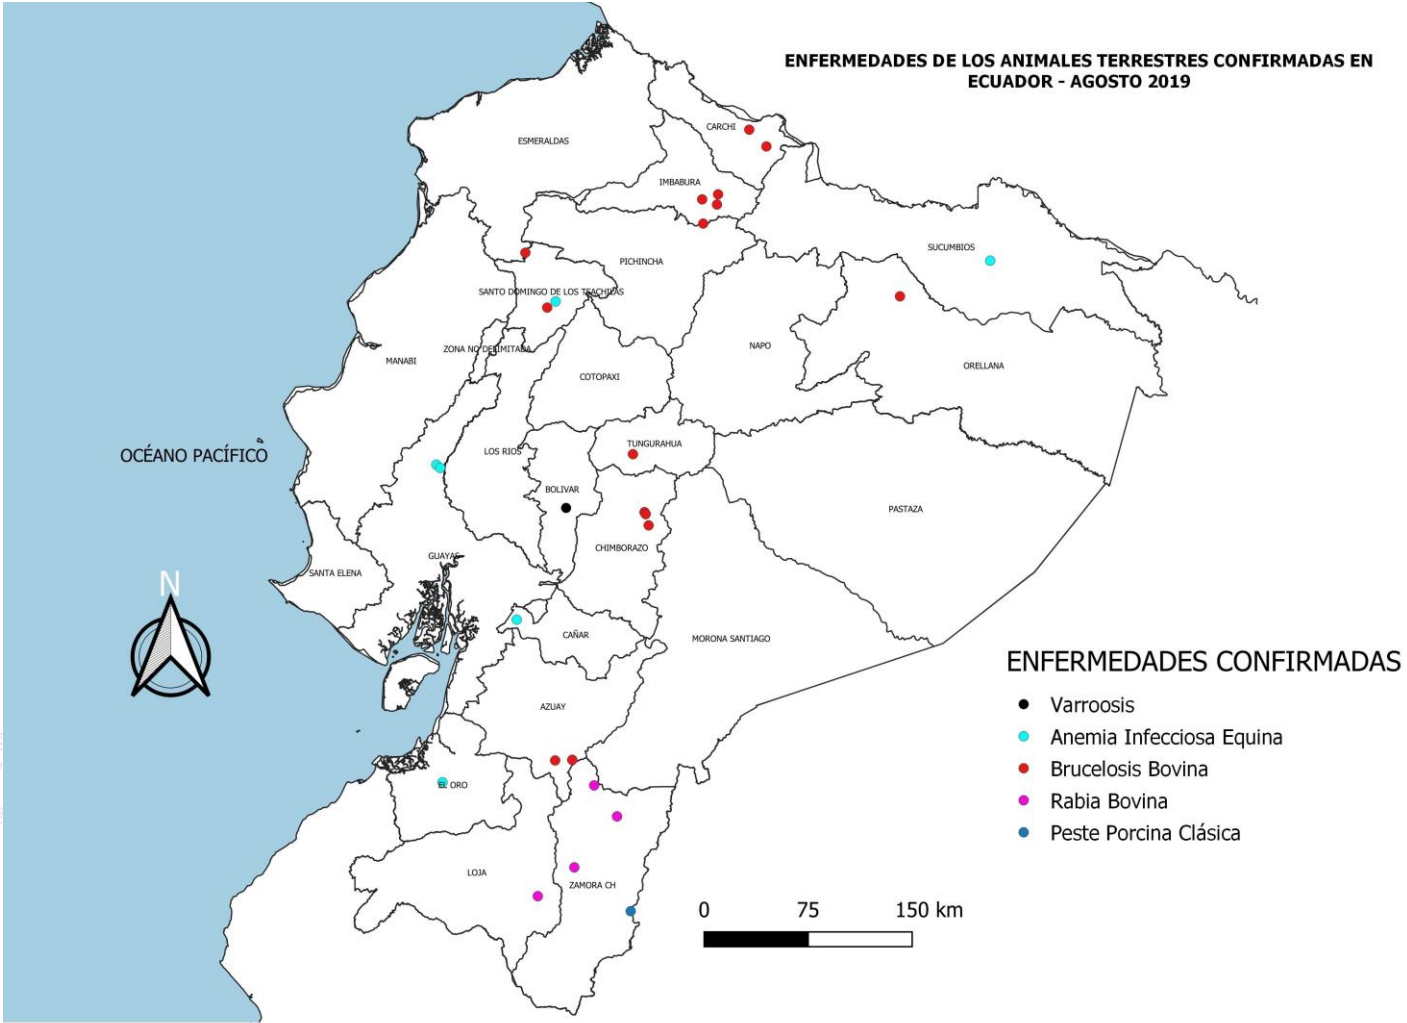 ENFERMEDADES DE LOS ANIMALES TERRESTRES CONFIRMADAS EN
ECUADOR - AGOSTO 2019
CARCHI
ESMERALDAS
IMBABURA
SUCUMBIOS
PICHINCHA
SANTO DOMINGO DE LOS TSACHILAS
NAPO
ZONA NO DELIMITADA
MANABI
ORELLANA
COTOPAXI
TUNGURAHUA
LOS RIOS
OCÉANO PACÍFICO
BOLIVAR
PASTAZA
CHIMBORAZO
GUAYAS
SANTA ELENA
N
CAÑAR
MORONA SANTIAGO
AZUAY
EL ORO
LOJA
ZAMORA CH
ENFERMEDADES CONFIRMADAS
Varroosis
Anemia Infecciosa Equina
Brucelosis Bovina
Rabia Bovina
Peste Porcina Clásica
0 75 150 km